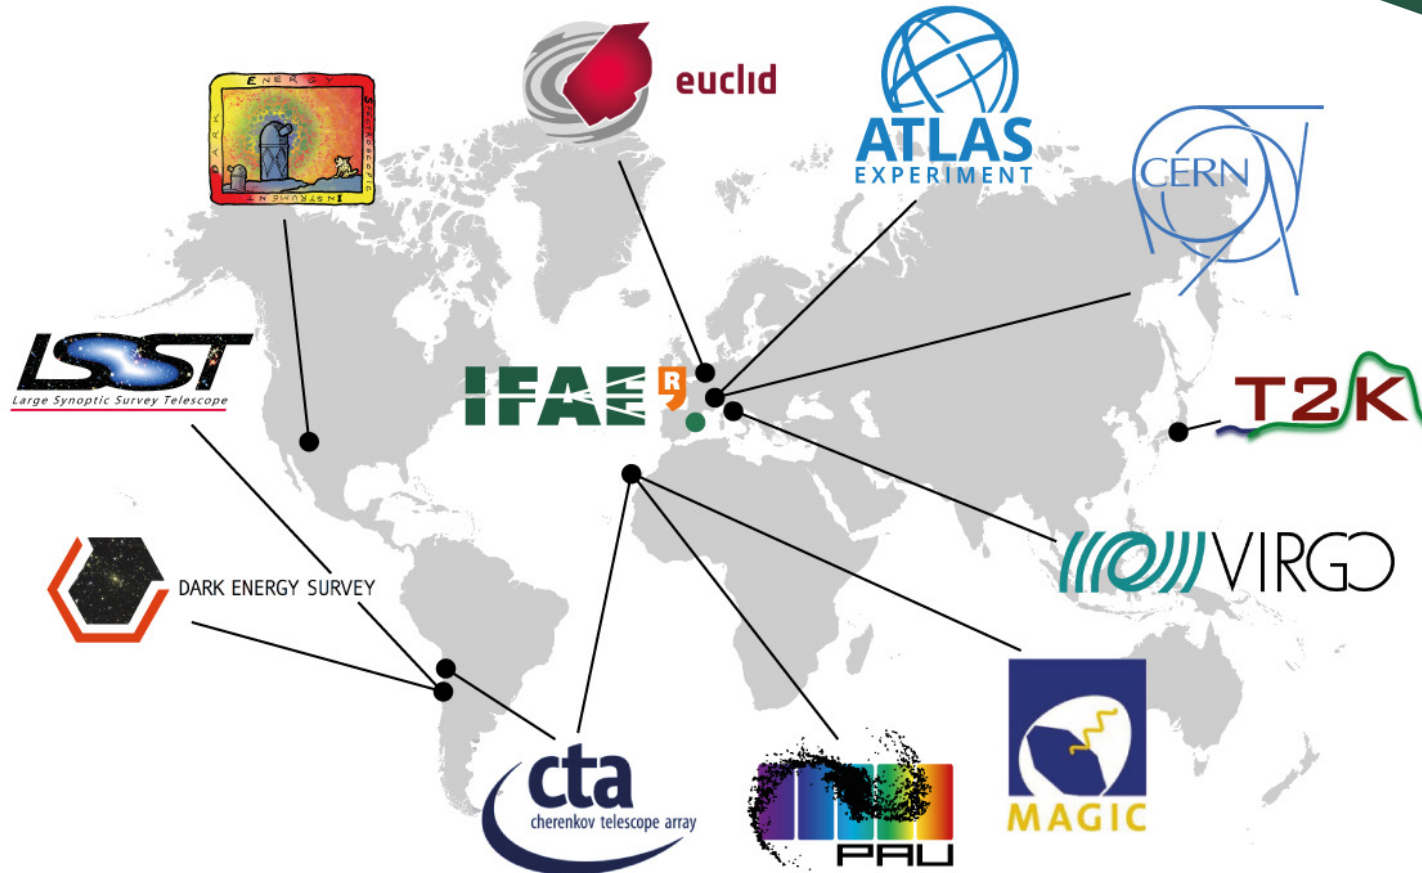 DARK ENERGY SPECTROSCOPIC INSTRUMENT
euclid
ATLAS
EXPERIMENT
CERN
LSST
Large Synoptic Survey Telescope
IFAE R
T2K
DARK ENERGY SURVEY
VIRGO
cta
cherenkov telescope array
PAU
MAGIC